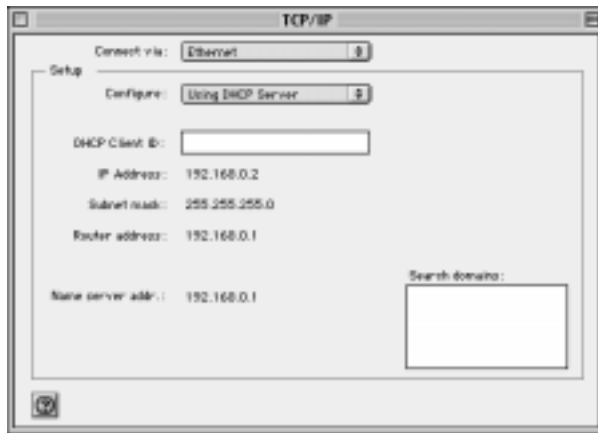 TCP/IP
Connect via: Ethernet
Setup
Configure: Using DHCP Server
DHCP Client ID:
IP Address: 192.168.0.2
Subnet mask: 255.255.255.0
Router address: 192.168.0.1
Search domains:
Name server addr.: 192.168.0.1